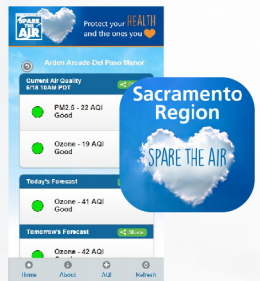 SPARE
THE
AIR
Protect your HEALTH
and the ones you
Arden Arcade-Del Paso Manor
Current Air Quality
6/18 10AM PDT
PM2.5 - 22 AQI
Good
Ozone - 19 AQI
Good
Today's Forecast
Ozone - 41 AQI
Good
Tomorrow's Forecast
Share
Ozone - 42 AQI
Home
About
AQI
Refresh
Sacramento
Region
SPARE THE AIR